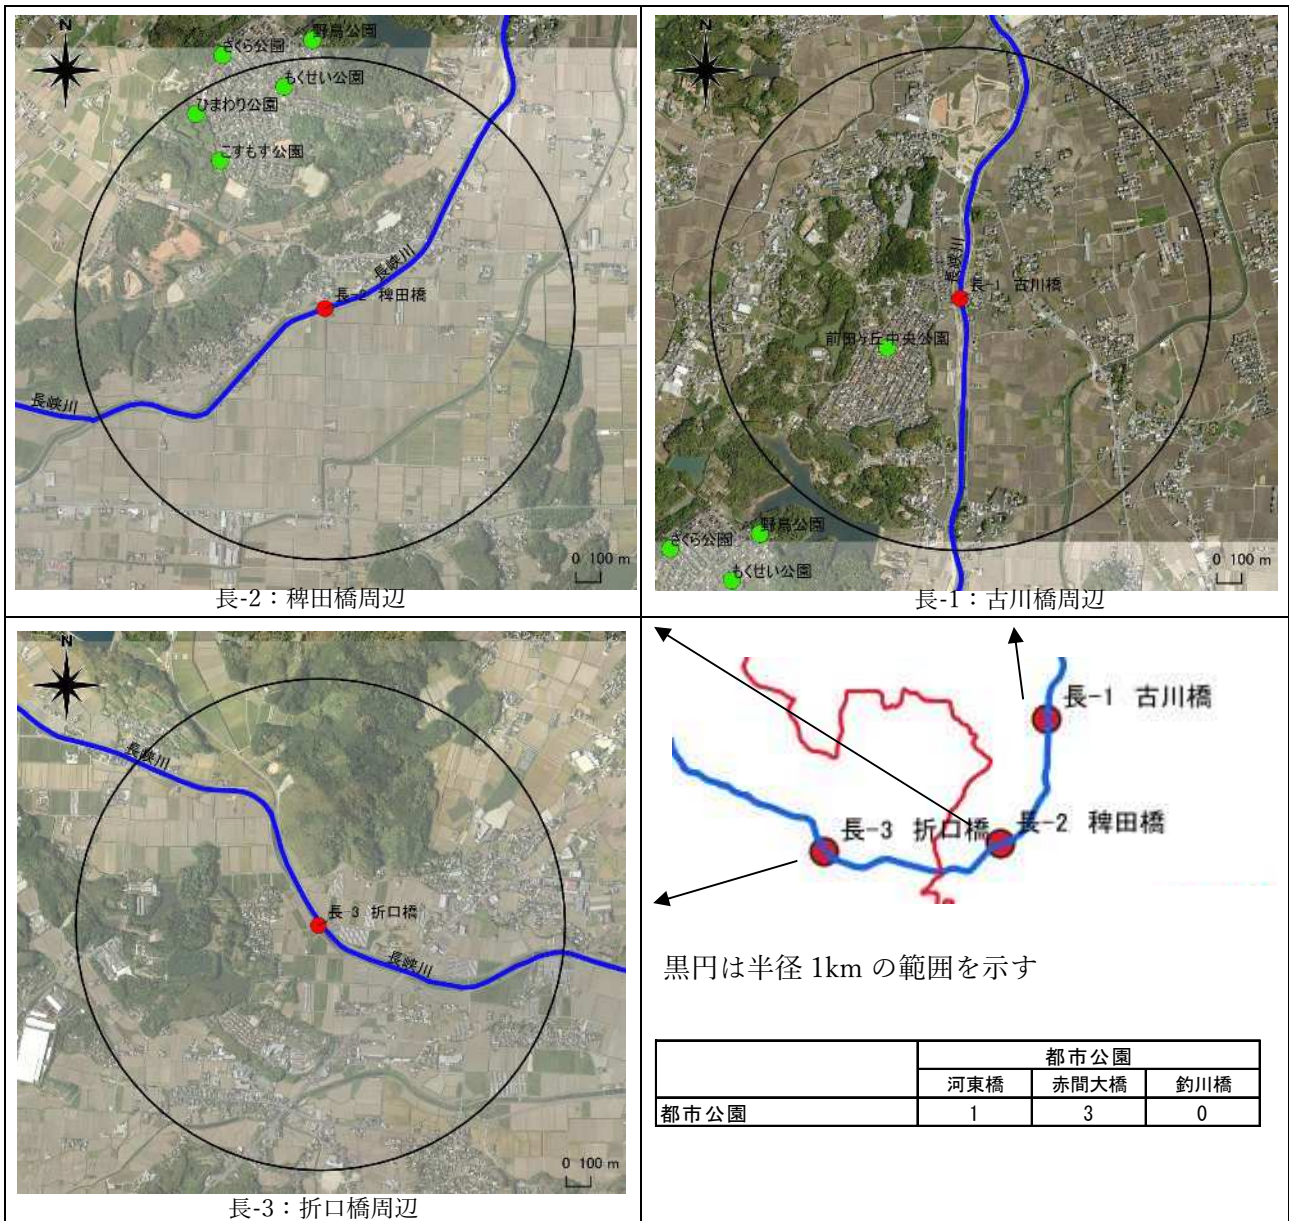 N
さくら公園
野鳥公園
もくせい公園
ひまわり公園
こすもす公園
長峡川
長-2 稗田橋
長峡川
0 100 m
長-2：稗田橋周辺
N
長峡川
長-1 古川橋
前田ヶ丘中央公園
野鳥公園
さくら公園
もくせい公園
0 100 m
長-1：古川橋周辺
N
長峡川
長-3 折口橋
長峡川
0 100 m
長-3：折口橋周辺
長-1 古川橋
長-3 折口橋
長-2 稗田橋
黒円は半径 1km の範囲を示す
都市公園
河東橋 赤間大橋 釣川橋
都市公園 1 3 0